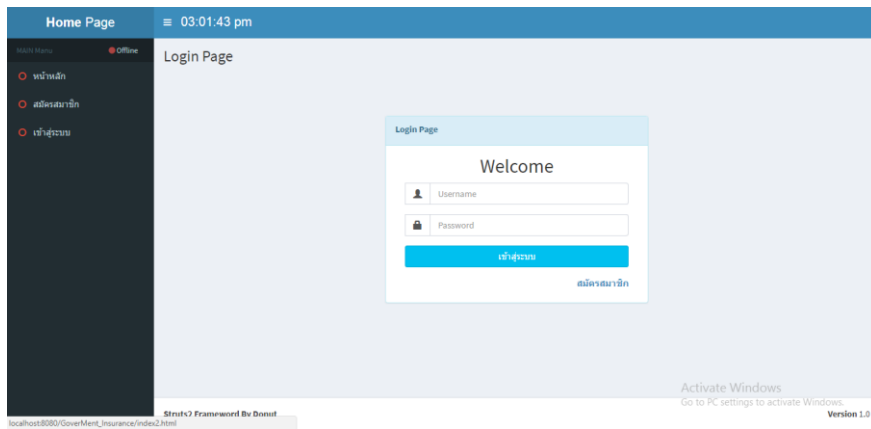 Home Page
03:01:43 pm
MAIN Menu
Offline
หน้าหลัก
สมัครสมาชิก
เข้าสู่ระบบ
Login Page
Login Page
Welcome
Username
Password
เข้าสู่ระบบ
สมัครสมาชิก
Activate Windows
Go to PC settings to activate Windows.
Struts2 Frameword By Donut
Version 1.0
localhost:8080/GoverMent_Insurance/index2.html